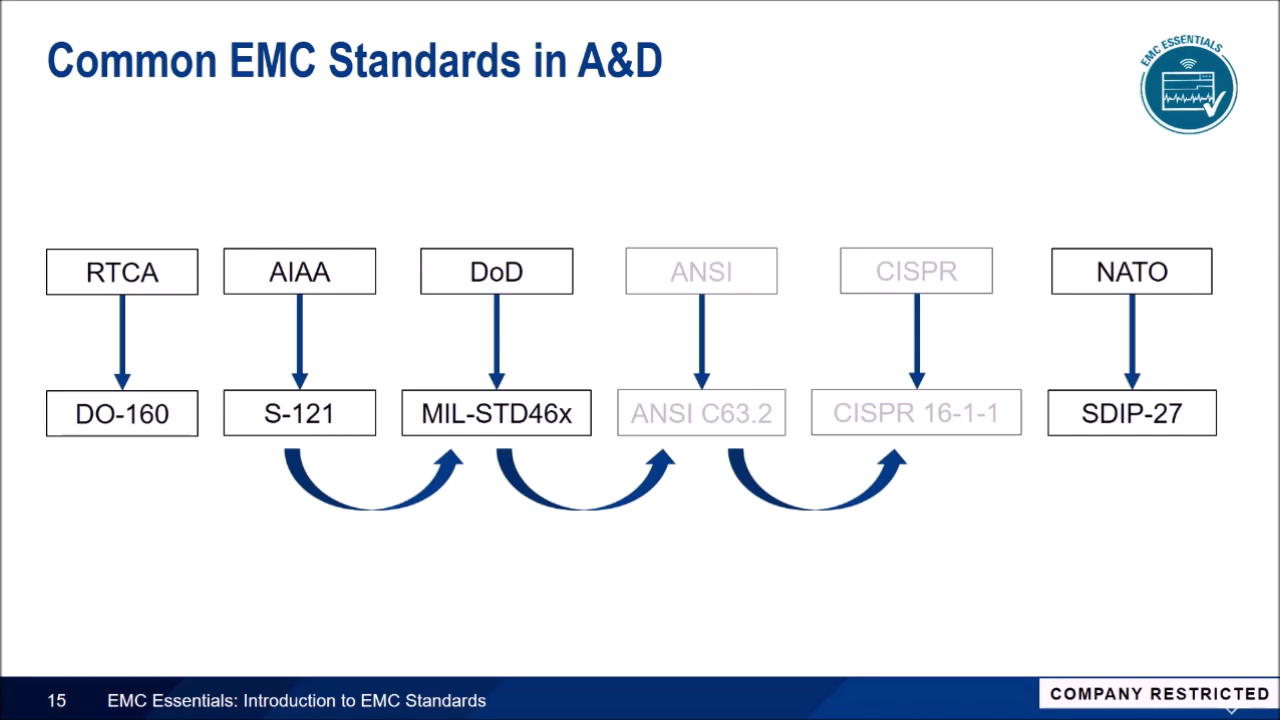 Common EMC Standards in A&D
EMC ESSENTIALS
RTCA
AIAA
DoD
ANSI
CISPR
NATO
DO-160
S-121
MIL-STD46x
ANSI C63.2
CISPR 16-1-1
SDIP-27
15
EMC Essentials: Introduction to EMC Standards
COMPANY RESTRICTED